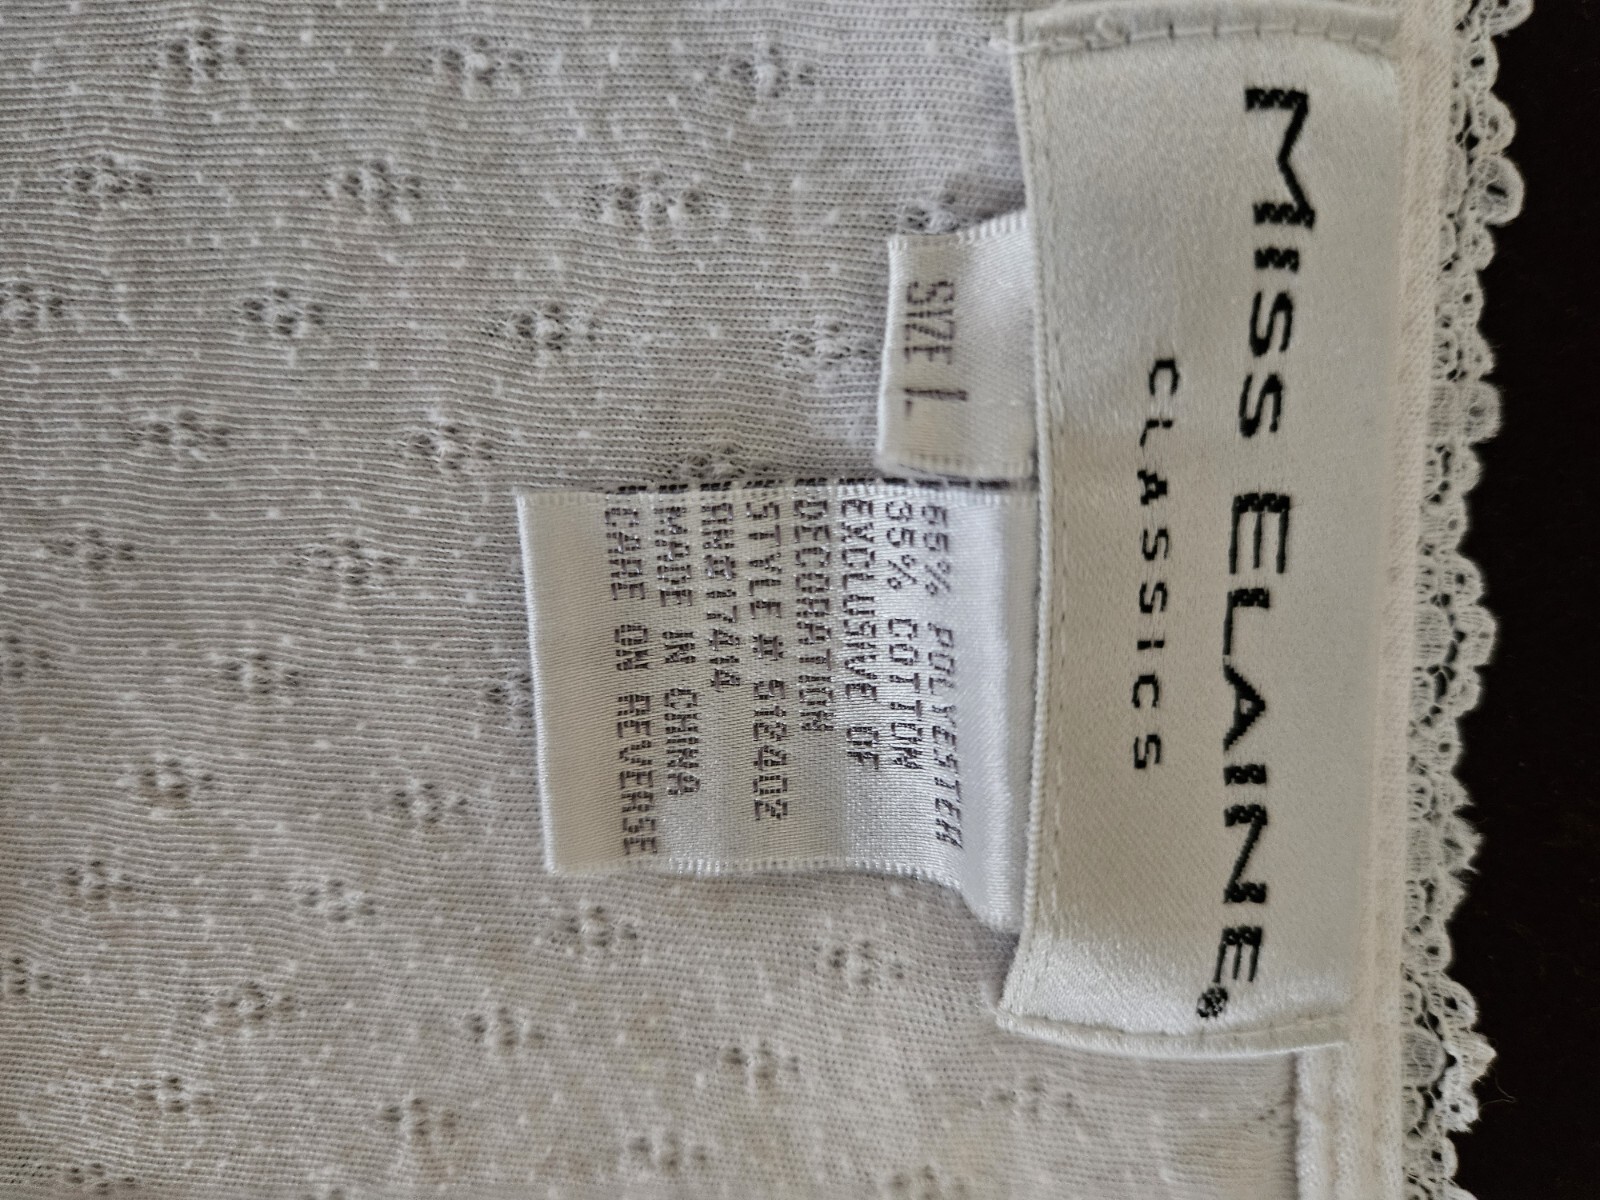 MISS ELAINE®
CLASSICS
SIZE L
65% POLYESTER
35% COTTON
EXCLUSIVE OF
DECORATION
STYLE # 512402
RN#17414
MADE IN CHINA
CARE ON REVERSE